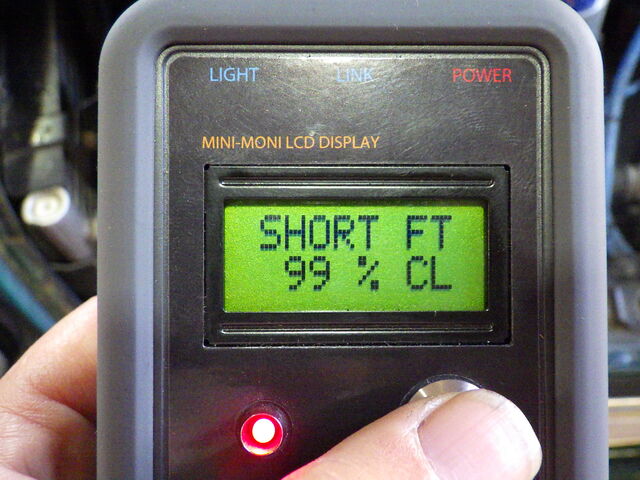 LIGHT LINK POWER
MINI-MONI LCD DISPLAY
SHORT FT
99 % CL